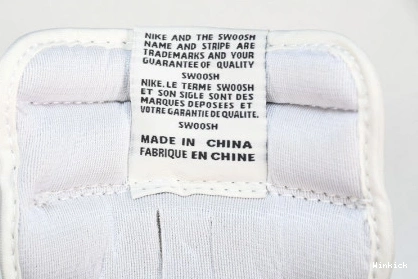 NIKE AND THE SWOOSH
NAME AND STRIPE ARE
TRADEMARKS AND YOUR
GUARANTEE OF QUALITY
SWOOSH
NIKE. LE TERME SWOOSH
ET SON SIGLE SONT DES
MARQUES DEPOSEES ET
VOTRE GARANTIE DE QUALITE.
SWOOSH
MADE IN CHINA
FABRIQUE EN CHINE
Winkick